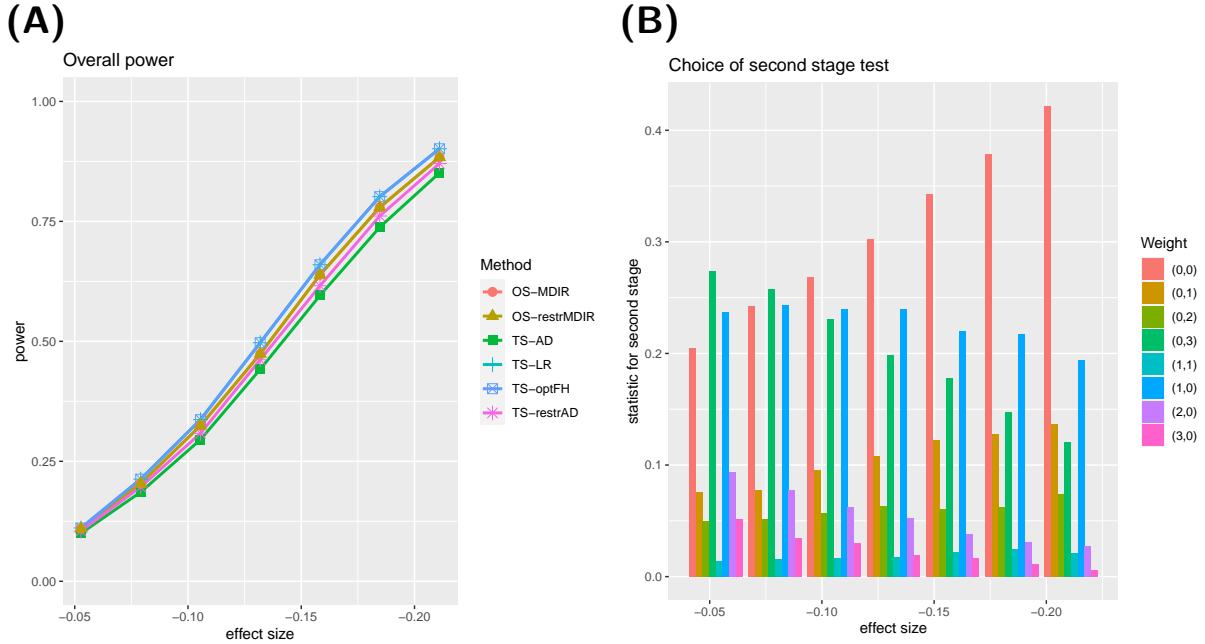 (A)
Overall power
1.00
0.75
0.50
0.25
0.00
power
−0.05
−0.10
−0.15
−0.20
effect size
Method
OS−MDIR
OS−restrMDIR
TS−AD
TS−LR
TS−optFH
TS−restrAD
(B)
Choice of second stage test
0.4
0.3
0.2
0.1
0.0
statistic for second stage
−0.05
−0.10
−0.15
−0.20
effect size
Weight
(0,0)
(0,1)
(0,2)
(0,3)
(1,1)
(1,0)
(2,0)
(3,0)